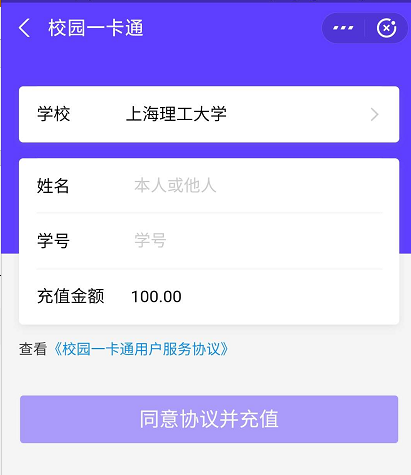 校园一卡通
学校 上海理工大学
姓名 本人或他人
学号 学号
充值金额 100.00
查看《校园一卡通用户服务协议》
同意协议并充值